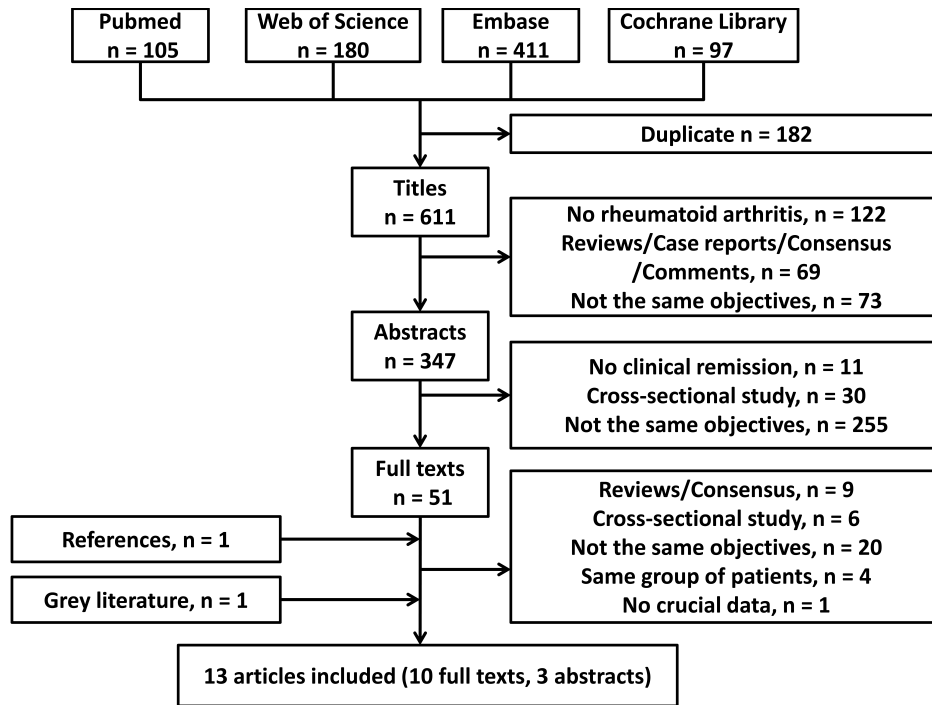 Pubmed
n = 105
Web of Science
n = 180
Embase
n = 411
Cochrane Library
n = 97
Duplicate n = 182
Titles
n = 611
No rheumatoid arthritis, n = 122
Reviews/Case reports/Consensus
/Comments, n = 69
Not the same objectives, n = 73
Abstracts
n = 347
No clinical remission, n = 11
Cross-sectional study, n = 30
Not the same objectives, n = 255
Full texts
n = 51
Reviews/Consensus, n = 9
Cross-sectional study, n = 6
Not the same objectives, n = 20
Same group of patients, n = 4
No crucial data, n = 1
References, n = 1
Grey literature, n = 1
13 articles included (10 full texts, 3 abstracts)